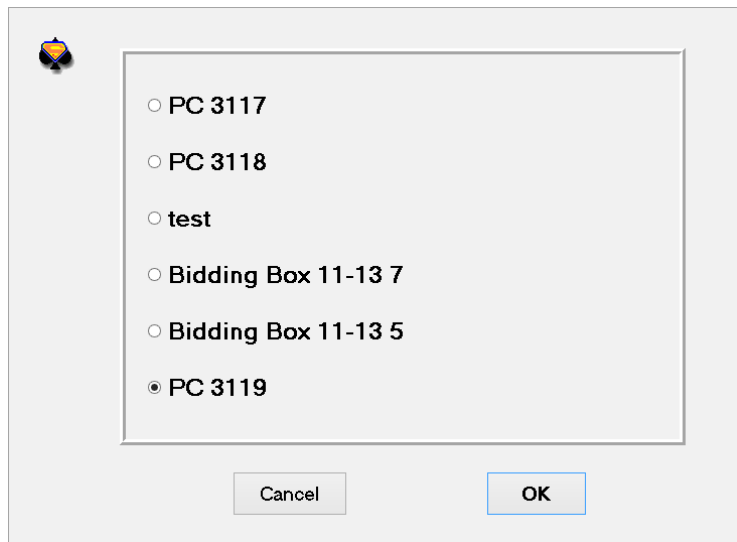 PC 3117
PC 3118
test
Bidding Box 11-13 7
Bidding Box 11-13 5
PC 3119
Cancel OK